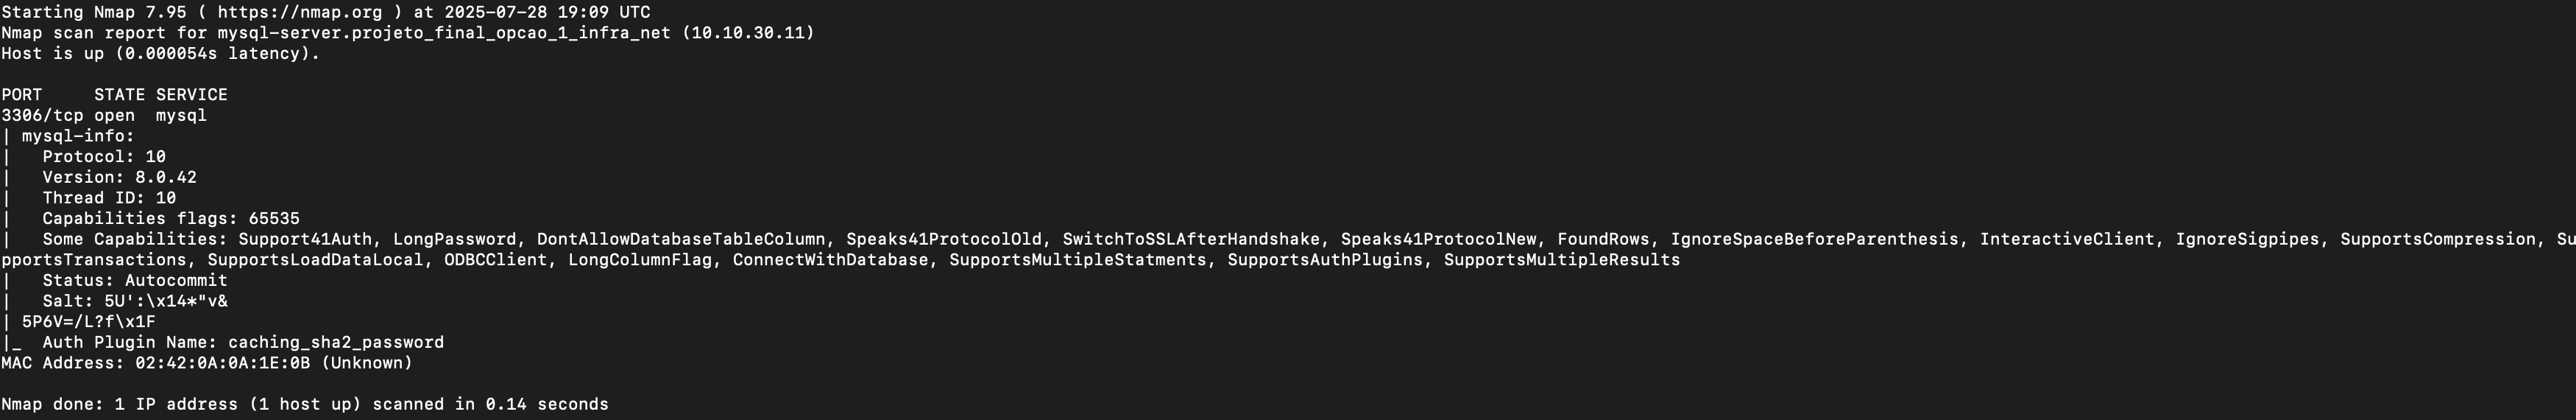 Starting Nmap 7.95 ( https://nmap.org ) at 2025-07-28 19:09 UTC
Nmap scan report for mysql-server.projeto_final_opcao_1_infra_net (10.10.30.11)
Host is up (0.000054s latency).

PORT     STATE SERVICE
3306/tcp open  mysql
| mysql-info:
|   Protocol: 10
|   Version: 8.0.42
|   Thread ID: 10
|   Capabilities flags: 65535
|   Some Capabilities: Support41Auth, LongPassword, DontAllowDatabaseTableColumn, Speaks41ProtocolOld, SwitchToSSLAfterHandshake, Speaks41ProtocolNew, FoundRows, IgnoreSpaceBeforeParenthesis, InteractiveClient, IgnoreSigpipes, SupportsCompression, Su
pportsTransactions, SupportsLoadDataLocal, ODBCClient, LongColumnFlag, ConnectWithDatabase, SupportsMultipleStatments, SupportsAuthPlugins, SupportsMultipleResults
|   Status: Autocommit
|   Salt: 5U':\x14*"v&
| 5P6V=/L?f\x1F
|_  Auth Plugin Name: caching_sha2_password
MAC Address: 02:42:0A:0A:1E:0B (Unknown)

Nmap done: 1 IP address (1 host up) scanned in 0.14 seconds